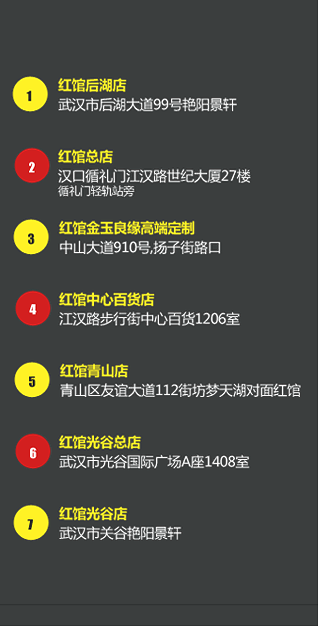 1
红馆后湖店
武汉市后湖大道99号艳阳景轩
2
红馆总店
汉口循礼门江汉路世纪大厦27楼
循礼门轻轨站旁
3
红馆金玉良缘高端定制
中山大道910号,扬子街路口
4
红馆中心百货店
江汉路步行街中心百货1206室
5
红馆青山店
青山区友谊大道112街坊梦天湖对面红馆
6
红馆光谷总店
武汉市光谷国际广场A座1408室
7
红馆光谷店
武汉市关谷艳阳景轩